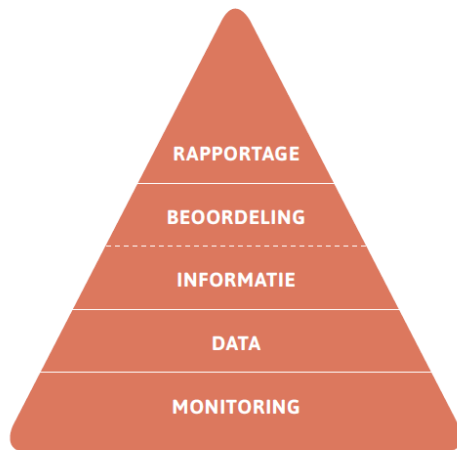 RAPPORTAGE
BEOORDELING
INFORMATIE
DATA
MONITORING